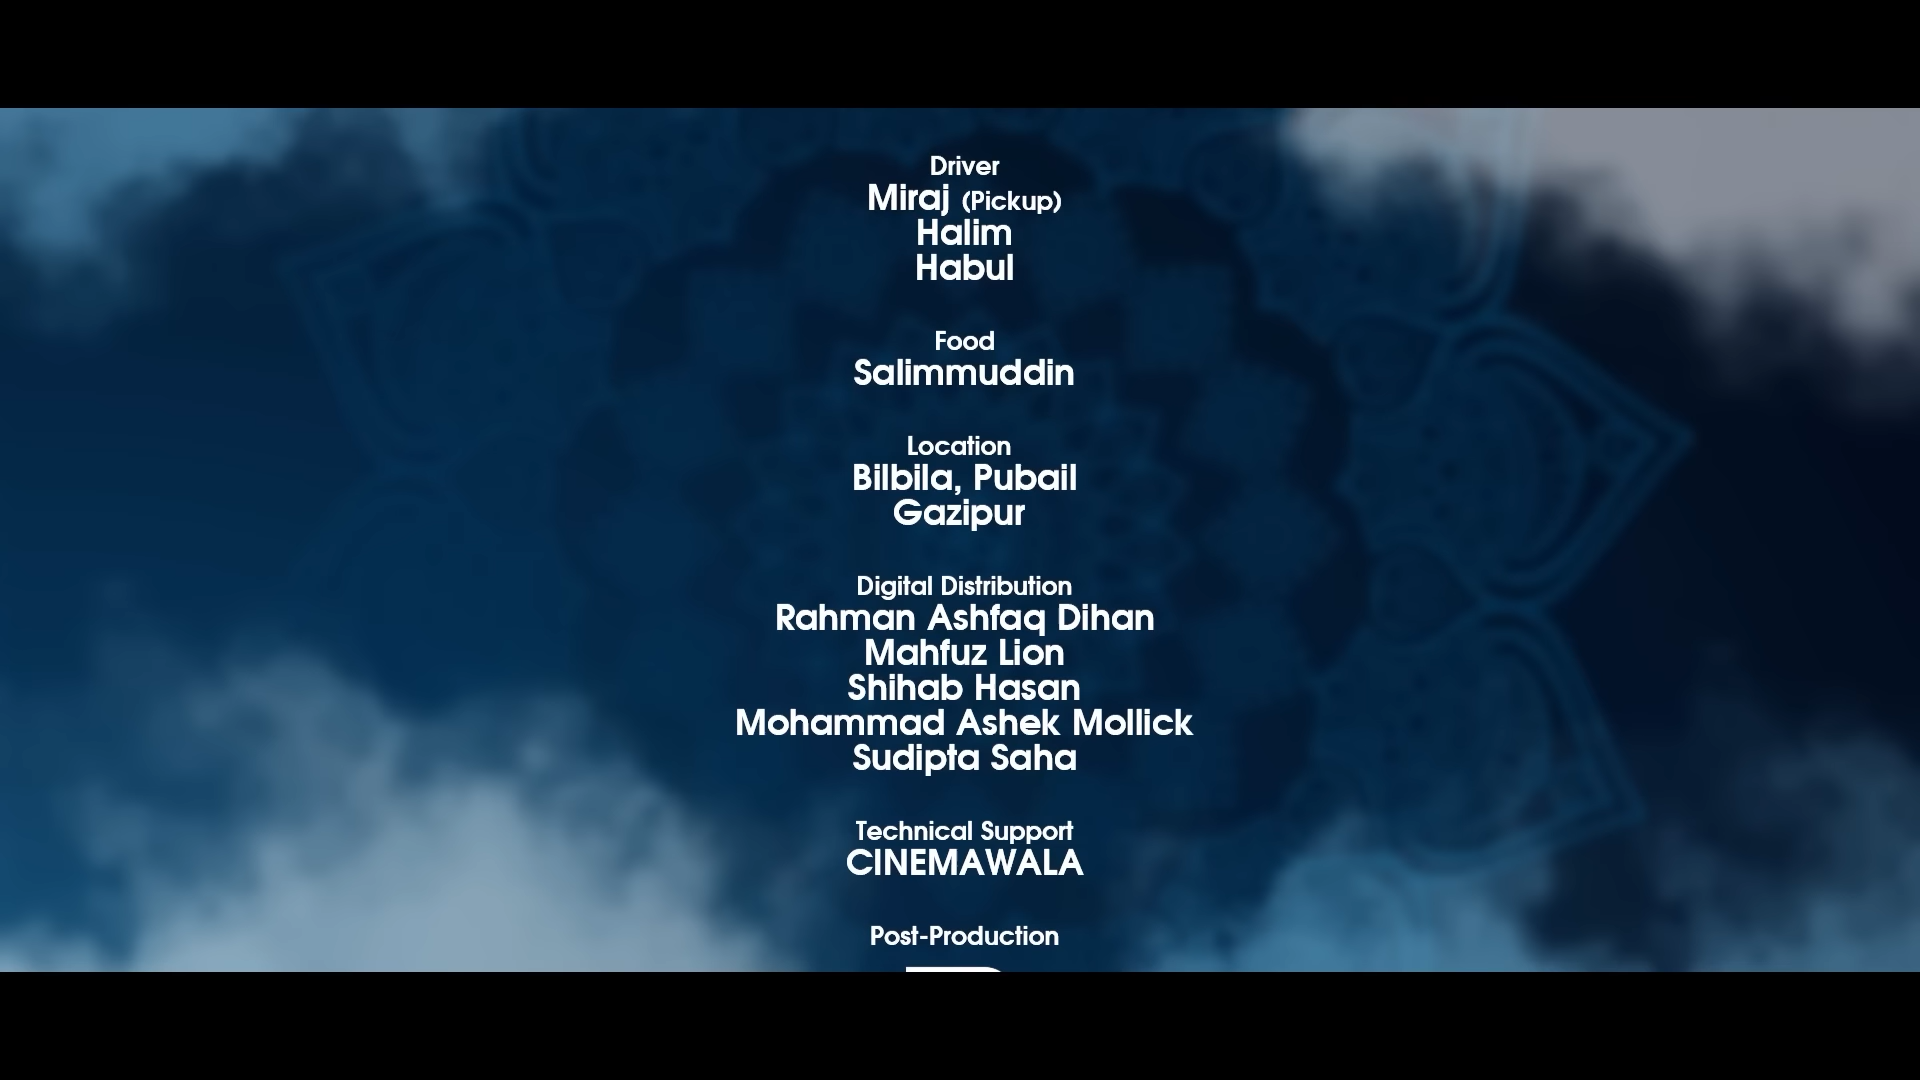 Driver
Miraj (Pickup)
Halim
Habul
Food
Salimmuddin
Location
Bilbila, Pubail
Gazipur
Digital Distribution
Rahman Ashfaq Dihan
Mahfuz Lion
Shihab Hasan
Mohammad Ashek Mollick
Sudipta Saha
Technical Support
CINEMAWALA
Post-Production